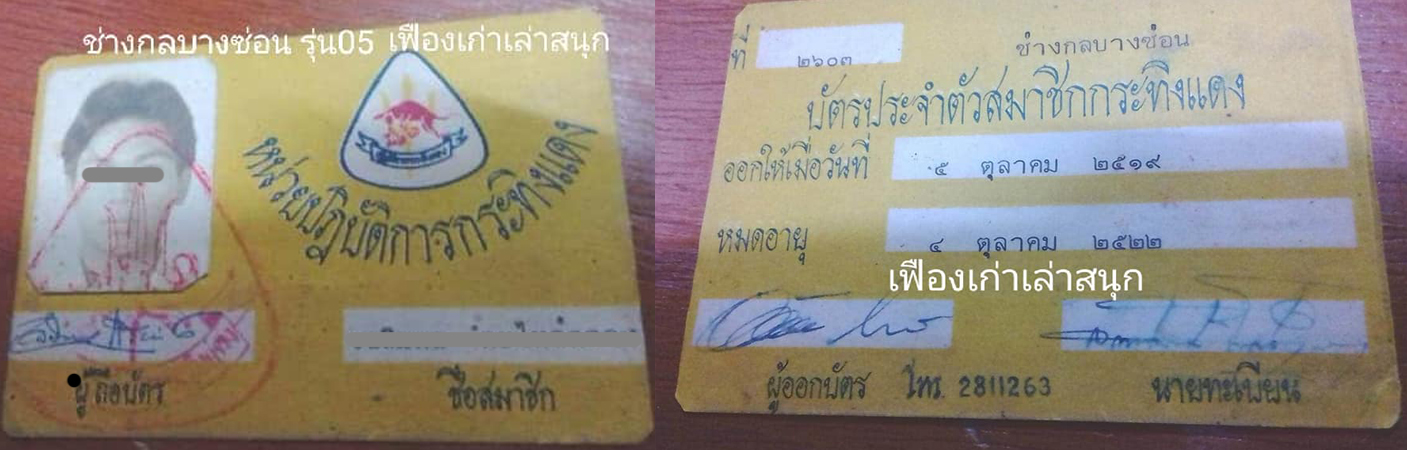 ช่างกลบางซ่อน รุ่น05 เฟืองเก่าเล่าสนุก
หน่วยปฏิบัติการกระทิงแดง
ผู้ถือบัตร
ชื่อสมาชิก
ที่ ๒๖๐๓ ช่างกลบางซ่อน
บัตรประจำตัวสมาชิกกระทิงแดง
ออกให้เมื่อวันที่ ๕ ตุลาคม ๒๕๑๙
หมดอายุ ๔ ตุลาคม ๒๕๒๒
เฟืองเก่าเล่าสนุก
ผู้ออกบัตร โทร. 2811263 นายทะเบียน